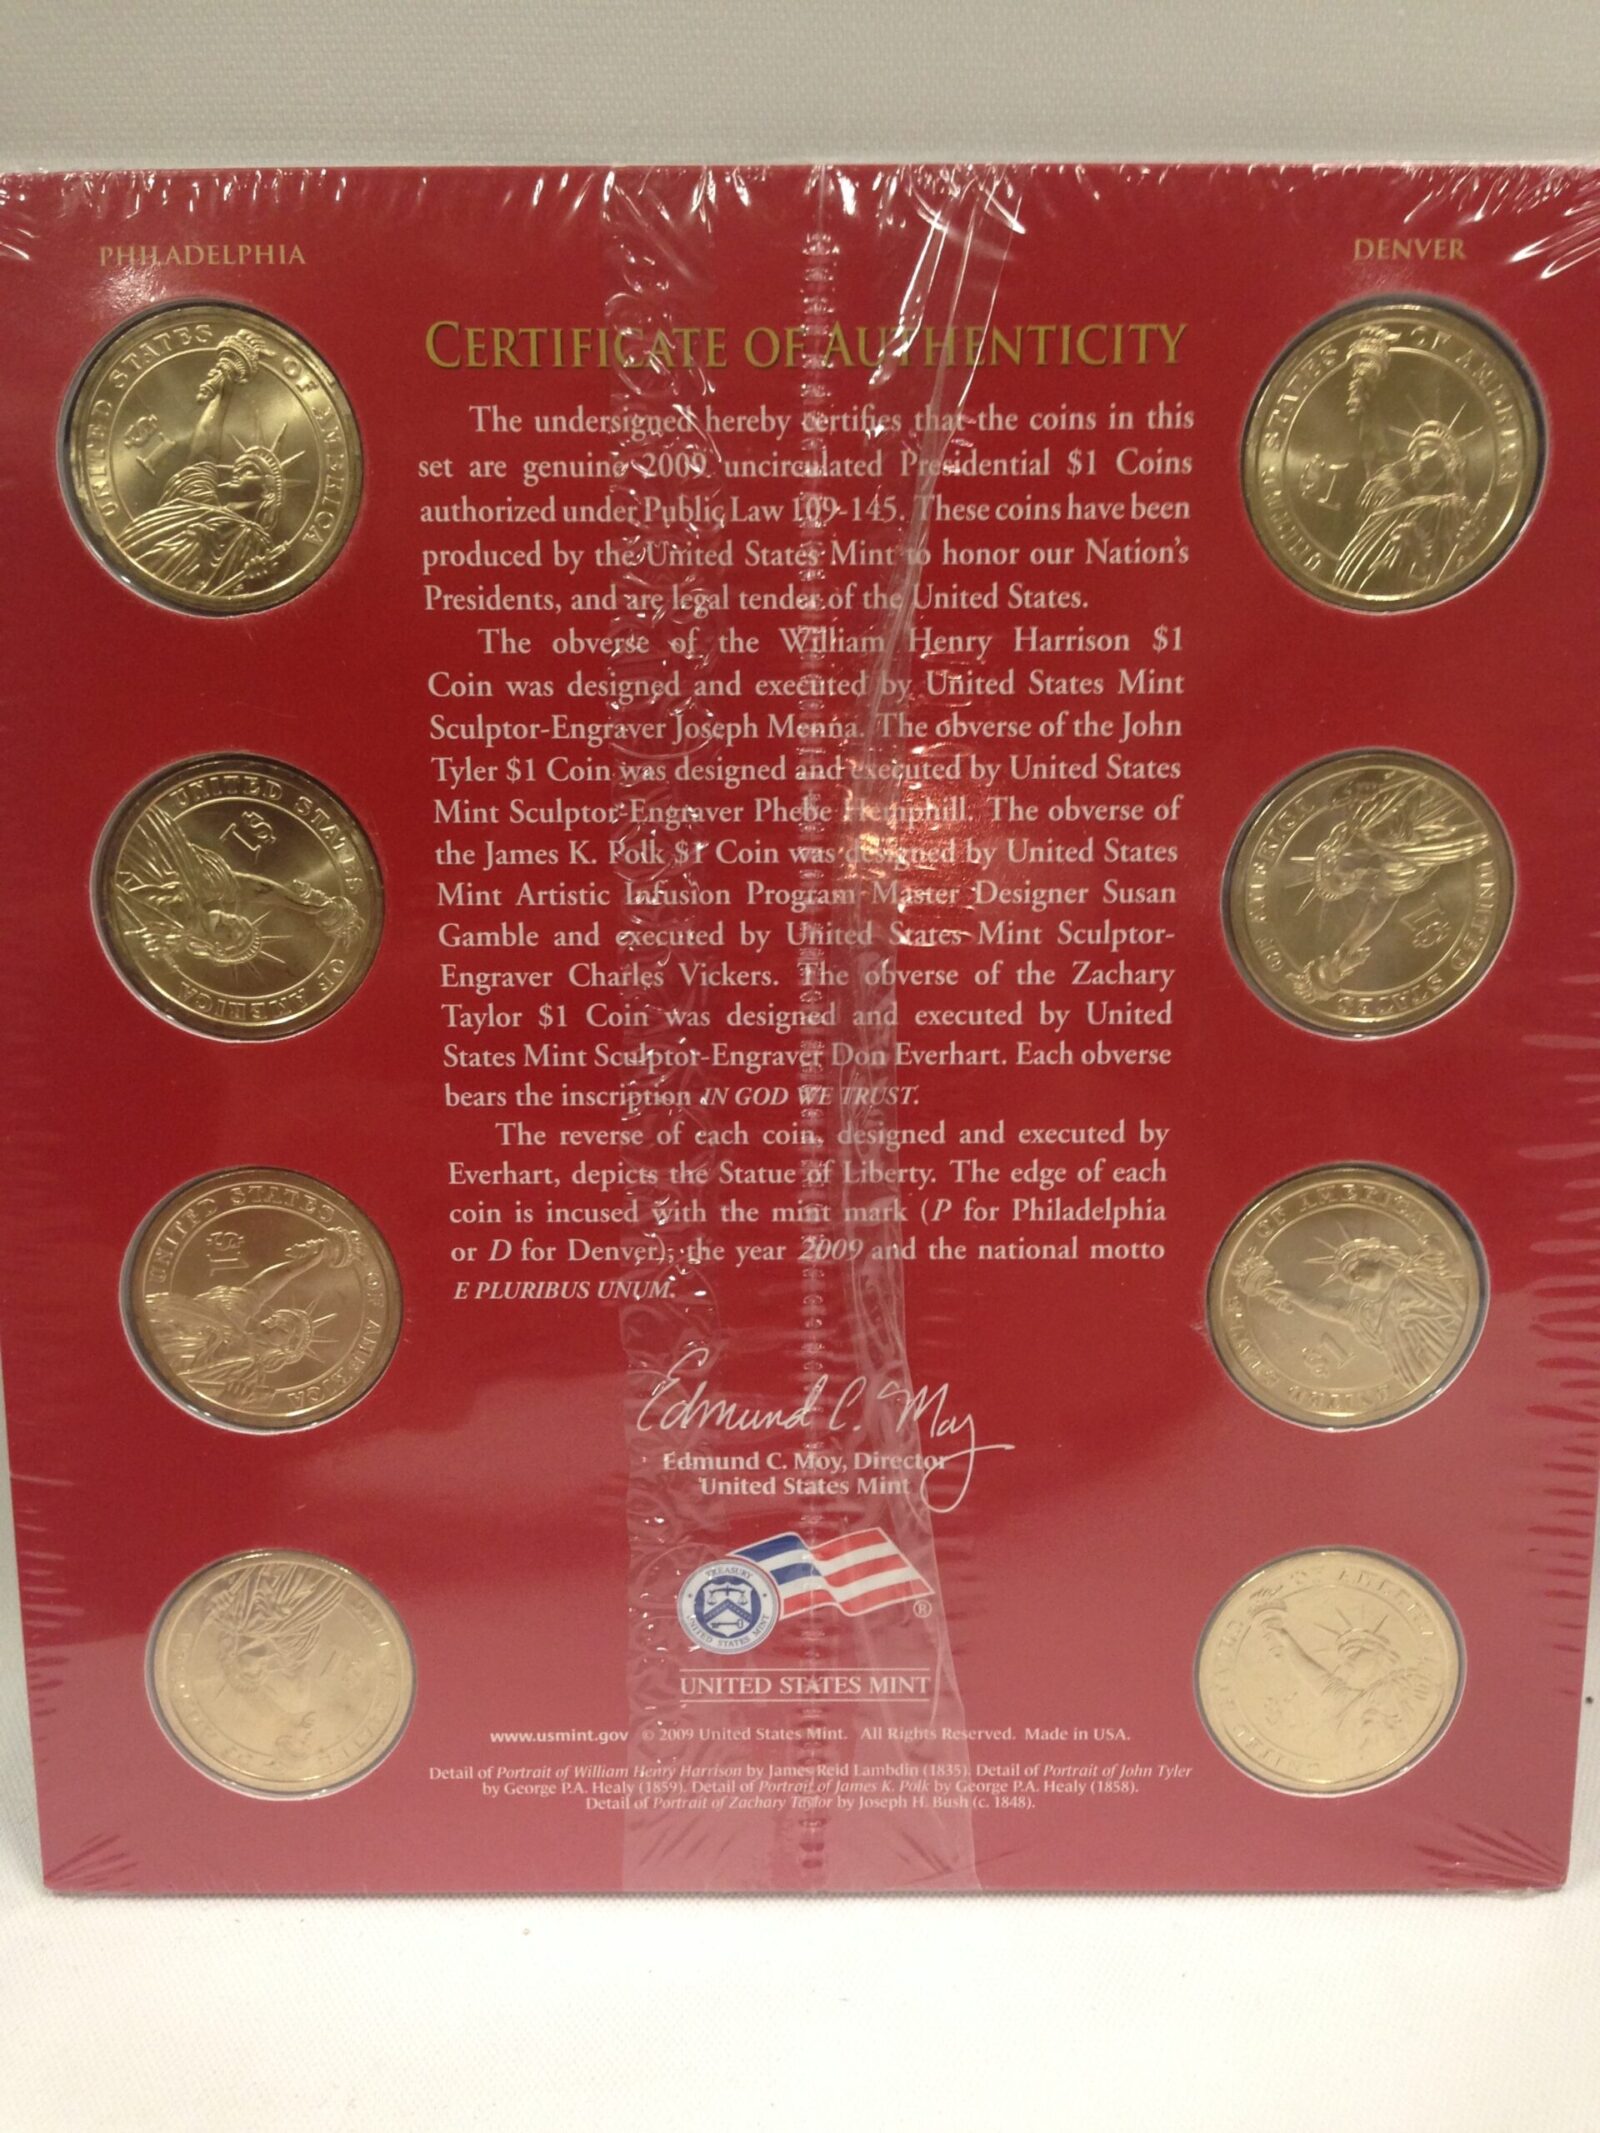 PHILADELPHIA
DENVER
CERTIFICATE OF AUTHENTICITY
The undersigned hereby certifies that the coins in this
set are genuine 2009 uncirculated Presidential $1 Coins
authorized under Public Law 109-145. These coins have been
produced by the United States Mint to honor our Nation's
Presidents, and are legal tender of the United States.
The obverse of the William Henry Harrison $1
Coin was designed and executed by United States Mint
Sculptor-Engraver Joseph Menna. The obverse of the John
Tyler $1 Coin was designed and executed by United States
Mint Sculptor-Engraver Phebe Hemphill. The obverse of
the James K. Polk $1 Coin was designed by United States
Mint Artistic Infusion Program Master Designer Susan
Gamble and executed by United States Mint Sculptor-
Engraver Charles Vickers. The obverse of the Zachary
Taylor $1 Coin was designed and executed by United
States Mint Sculptor-Engraver Don Everhart. Each obverse
bears the inscription IN GOD WE TRUST.
The reverse of each coin, designed and executed by
Everhart, depicts the Statue of Liberty. The edge of each
coin is incused with the mint mark (P for Philadelphia
or D for Denver), the year 2009 and the national motto
E PLURIBUS UNUM.
Edmund C. Moy
Edmund C. Moy, Director
United States Mint
TREASURY
UNITED STATES MINT
®
UNITED STATES MINT
www.usmint.gov © 2009 United States Mint. All Rights Reserved. Made in USA.
Detail of Portrait of William Henry Harrison by James Reid Lambdin (1835). Detail of Portrait of John Tyler
by George P.A. Healy (1859). Detail of Portrait of James K. Polk by George P.A. Healy (1858).
Detail of Portrait of Zachary Taylor by Joseph H. Bush (c. 1848).
UNITED STATES OF AMERICA
$1
UNITED STATES OF AMERICA
$1
UNITED STATES OF AMERICA
$1
UNITED STATES OF AMERICA
$1
UNITED STATES OF AMERICA
$1
UNITED STATES OF AMERICA
$1